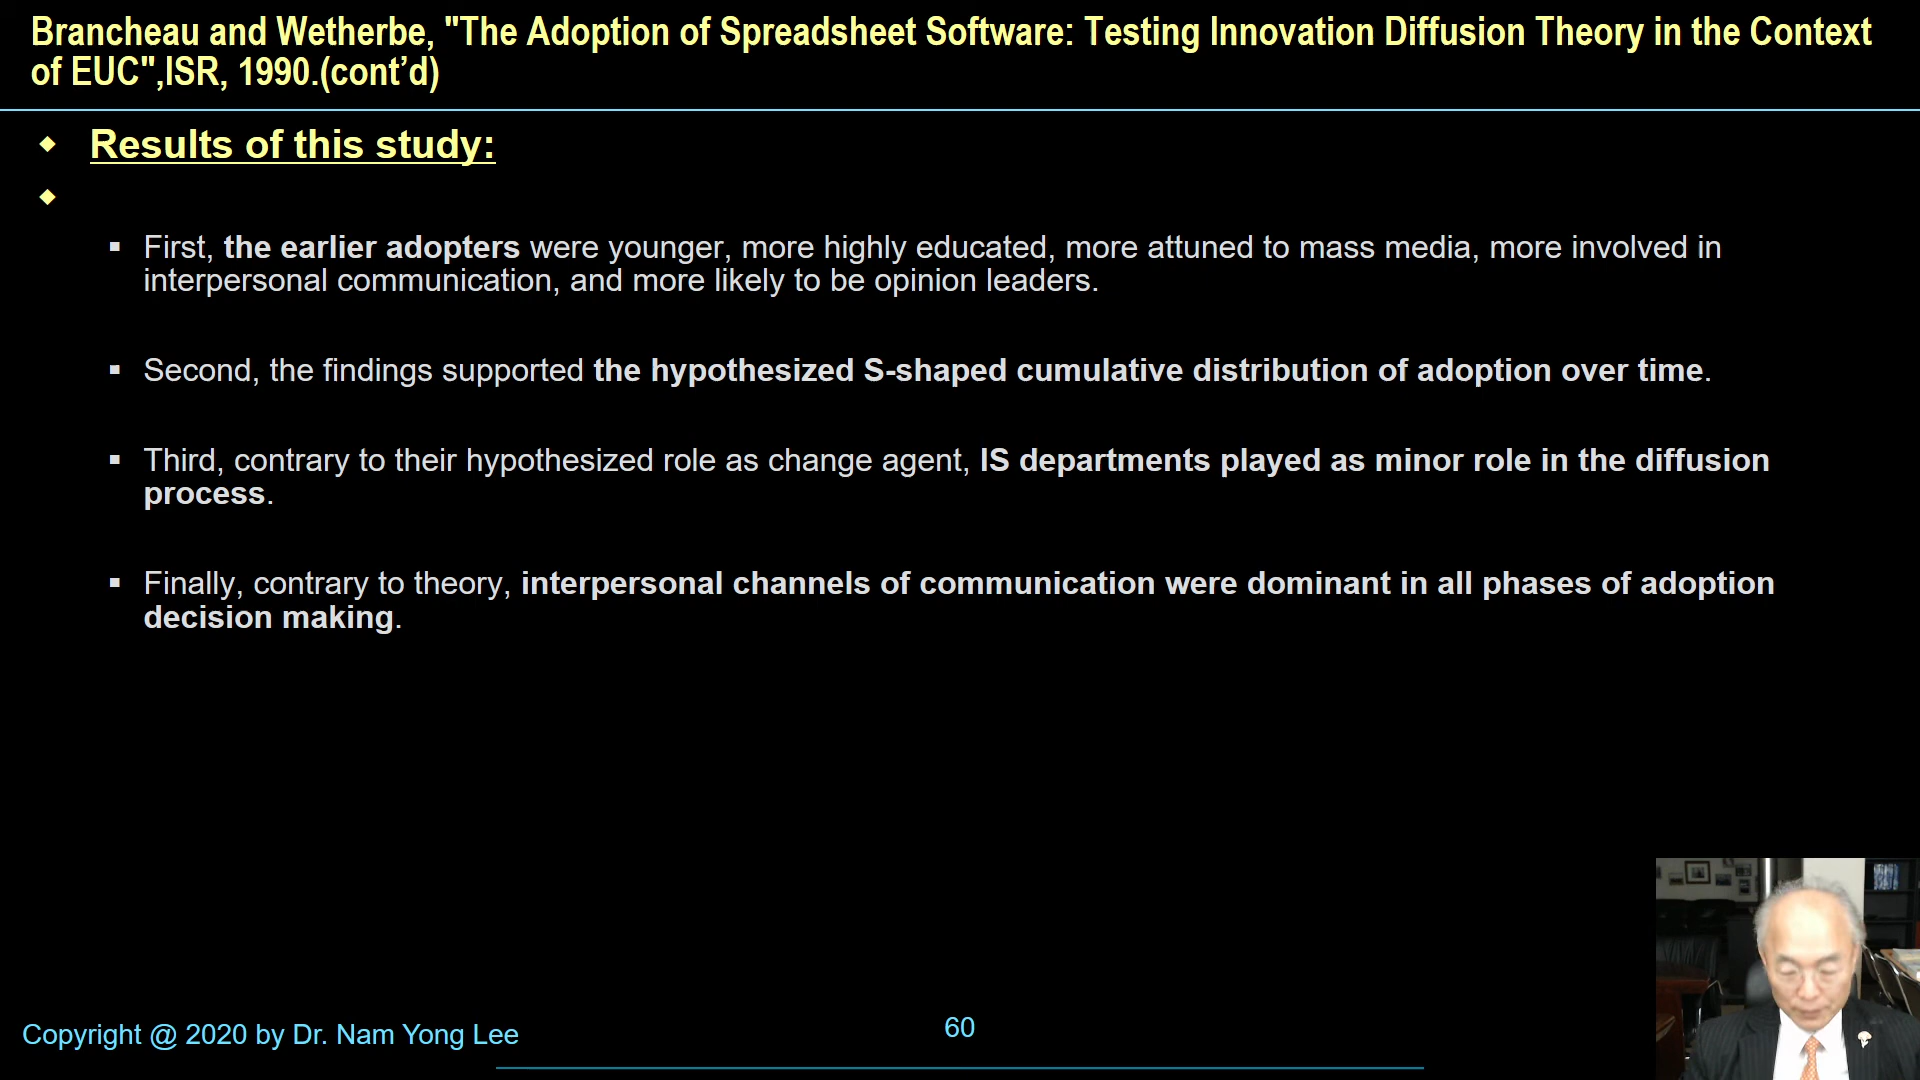 Brancheau and Wetherbe, "The Adoption of Spreadsheet Software: Testing Innovation Diffusion Theory in the Context
of EUC",ISR, 1990.(cont’d)
Results of this study:
First, the earlier adopters were younger, more highly educated, more attuned to mass media, more involved in
interpersonal communication, and more likely to be opinion leaders.
Second, the findings supported the hypothesized S-shaped cumulative distribution of adoption over time.
Third, contrary to their hypothesized role as change agent, IS departments played as minor role in the diffusion
process.
Finally, contrary to theory, interpersonal channels of communication were dominant in all phases of adoption
decision making.
Copyright @ 2020 by Dr. Nam Yong Lee
60